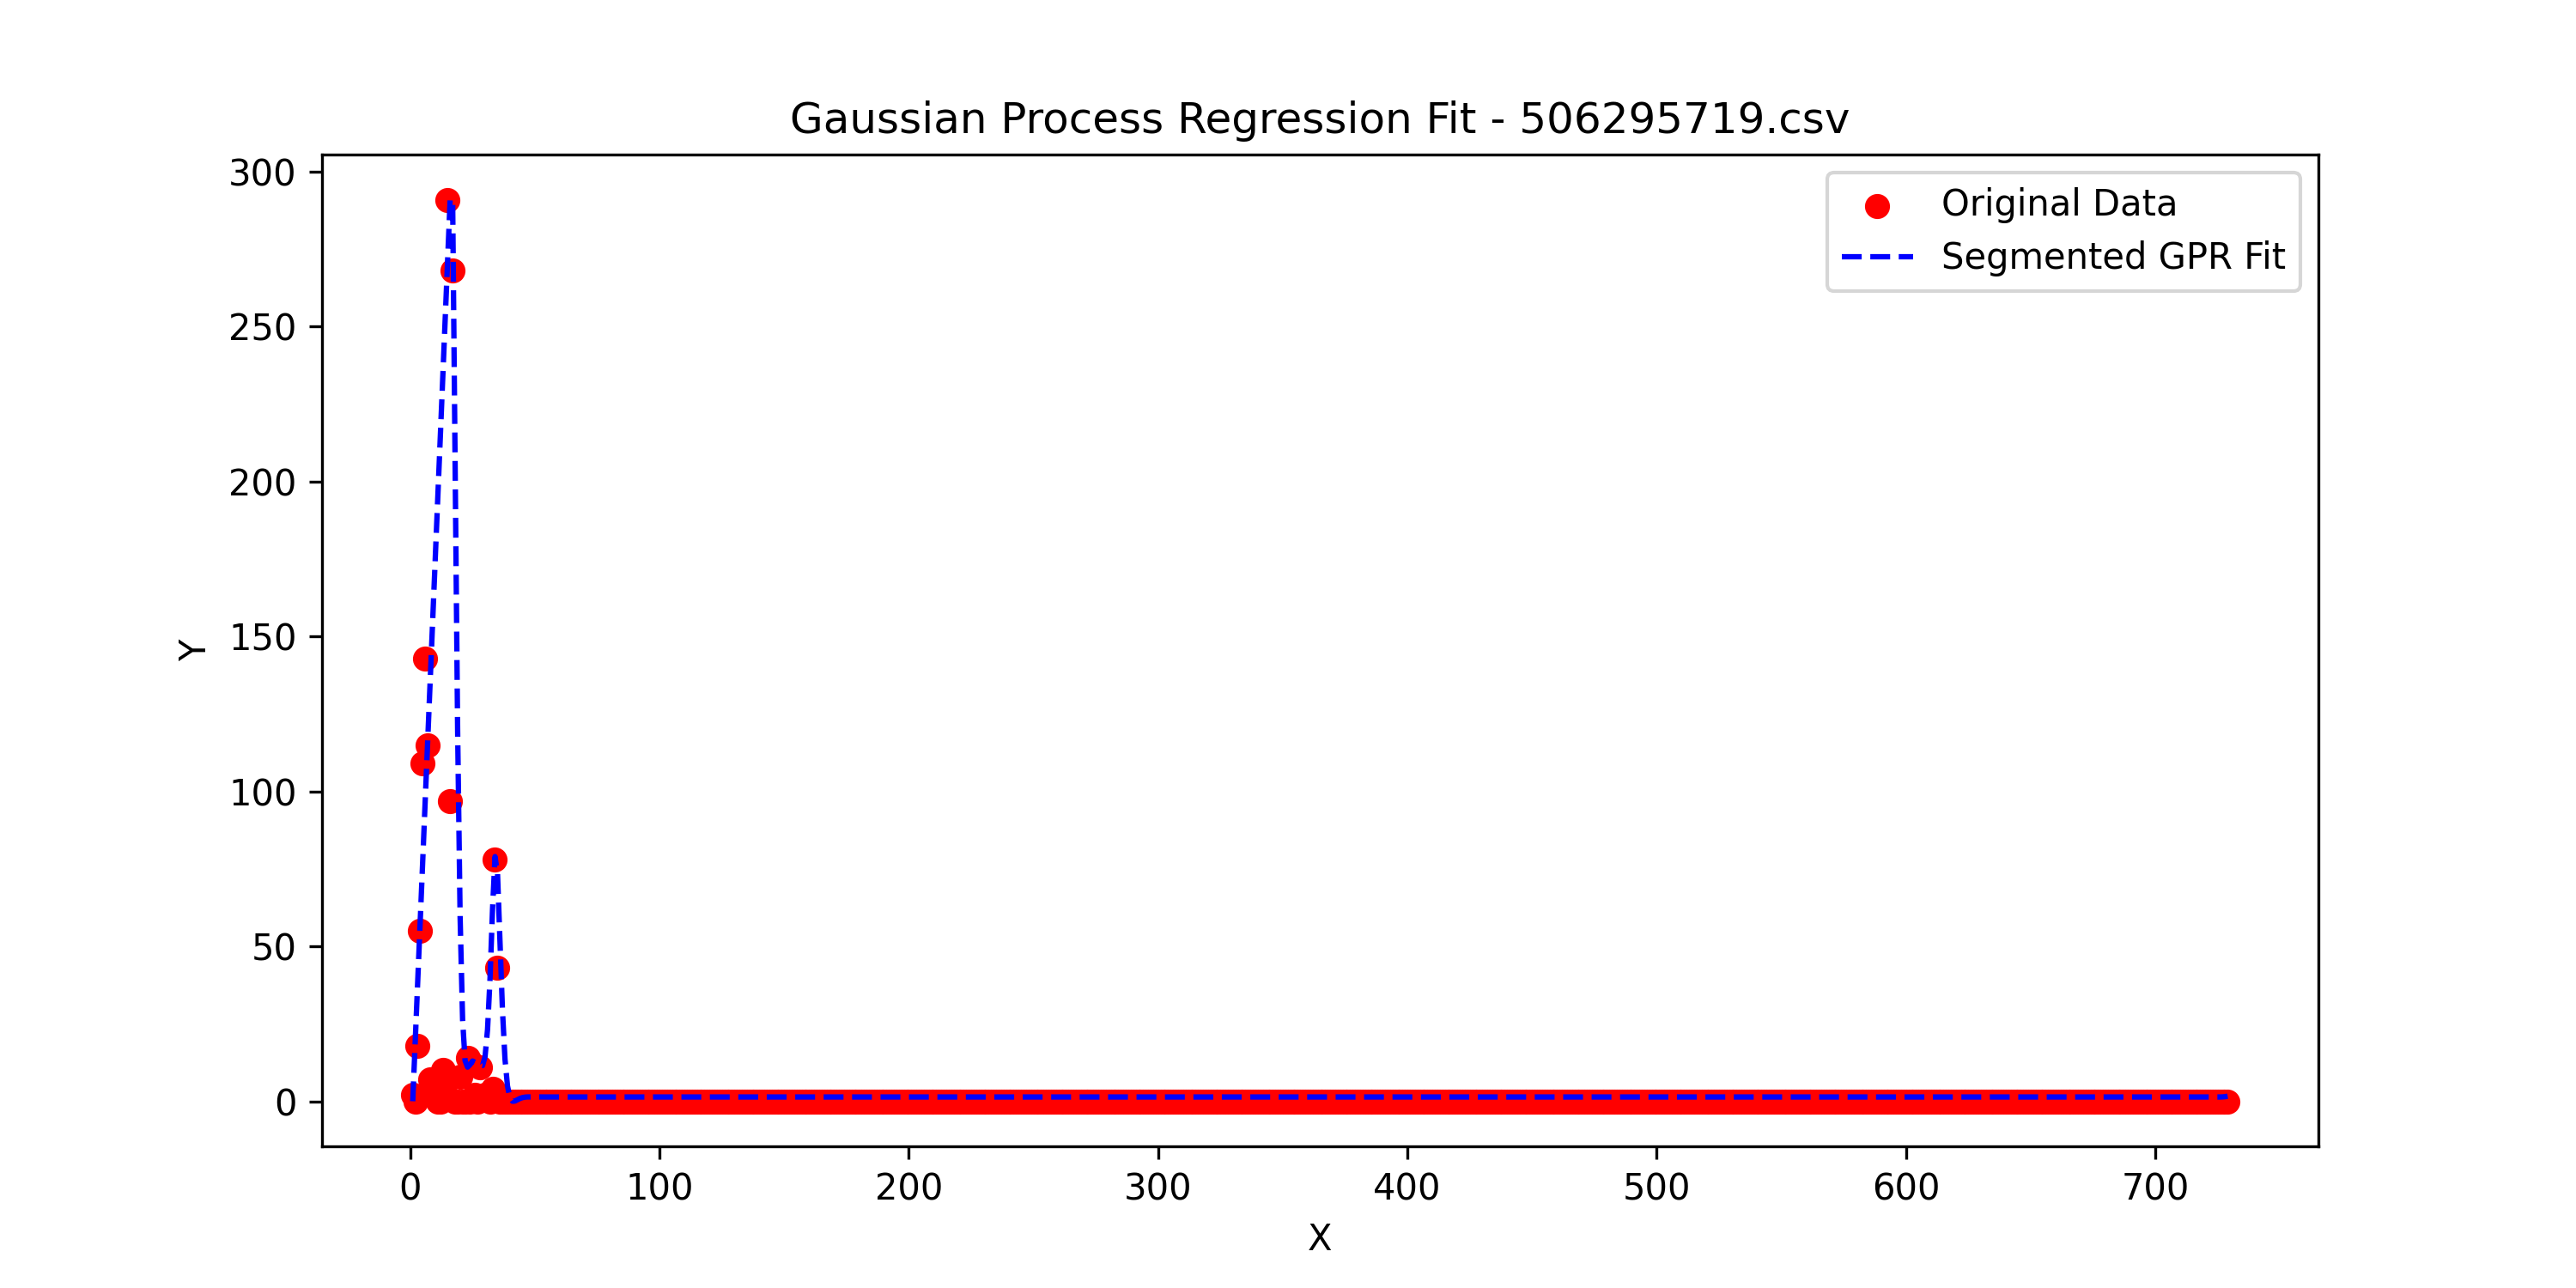 Gaussian Process Regression Fit - 506295719.csv
Original Data
Segmented GPR Fit
300
250
200
150
100
50
0
Y
0 100 200 300 400 500 600 700
X